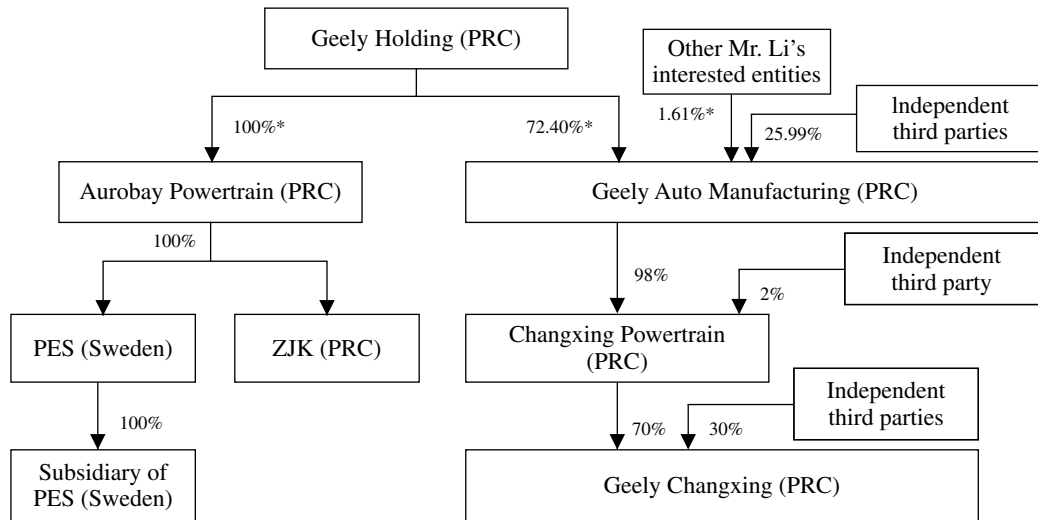 Geely Holding (PRC)
Other Mr. Li's
interested entities
Independent
third parties
100%*
72.40%*
1.61%*
25.99%
Aurobay Powertrain (PRC)
Geely Auto Manufacturing (PRC)
100%
98%
2%
Independent
third party
PES (Sweden)
ZJK (PRC)
Changxing Powertrain
(PRC)
100%
70%
30%
Independent
third parties
Subsidiary of
PES (Sweden)
Geely Changxing (PRC)